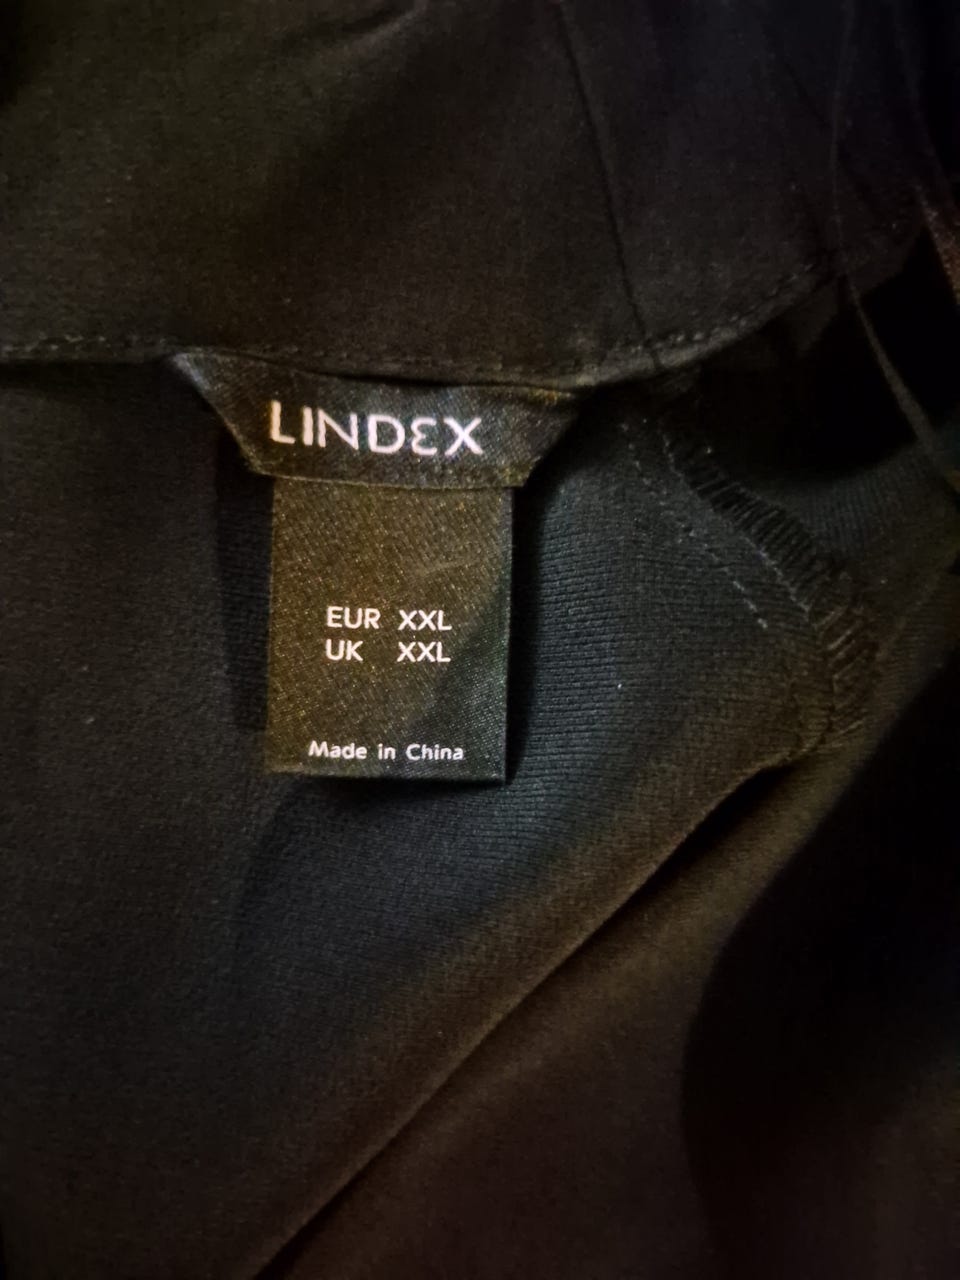 LINDEX
EUR XXL
UK XXL
Made in China